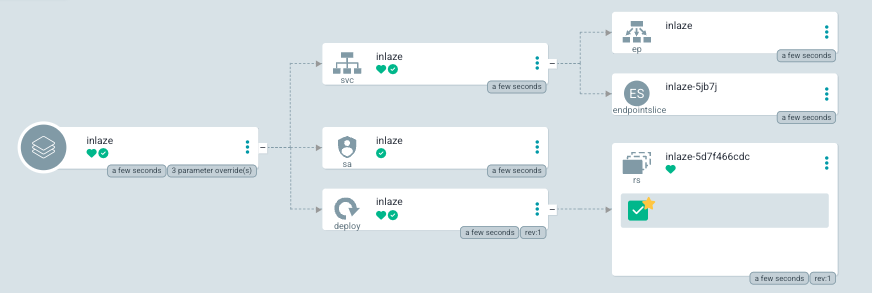 inlaze
a few seconds
3 parameter override(s)
svc
inlaze
a few seconds
sa
inlaze
a few seconds
deploy
inlaze
a few seconds
rev:1
ep
inlaze
a few seconds
ES
endpointslice
inlaze-5jb7j
a few seconds
rs
inlaze-5d7f466cdc
a few seconds
rev:1